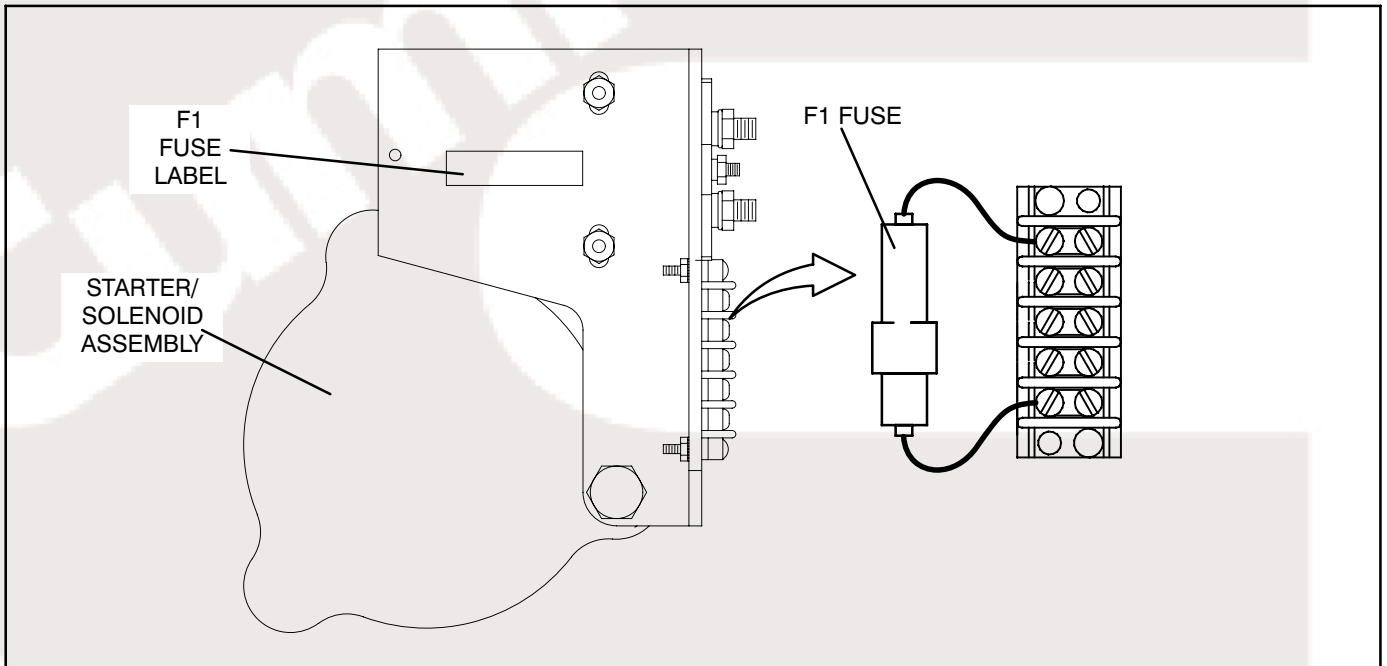 F1
FUSE
LABEL
F1 FUSE
STARTER/
SOLENOID
ASSEMBLY